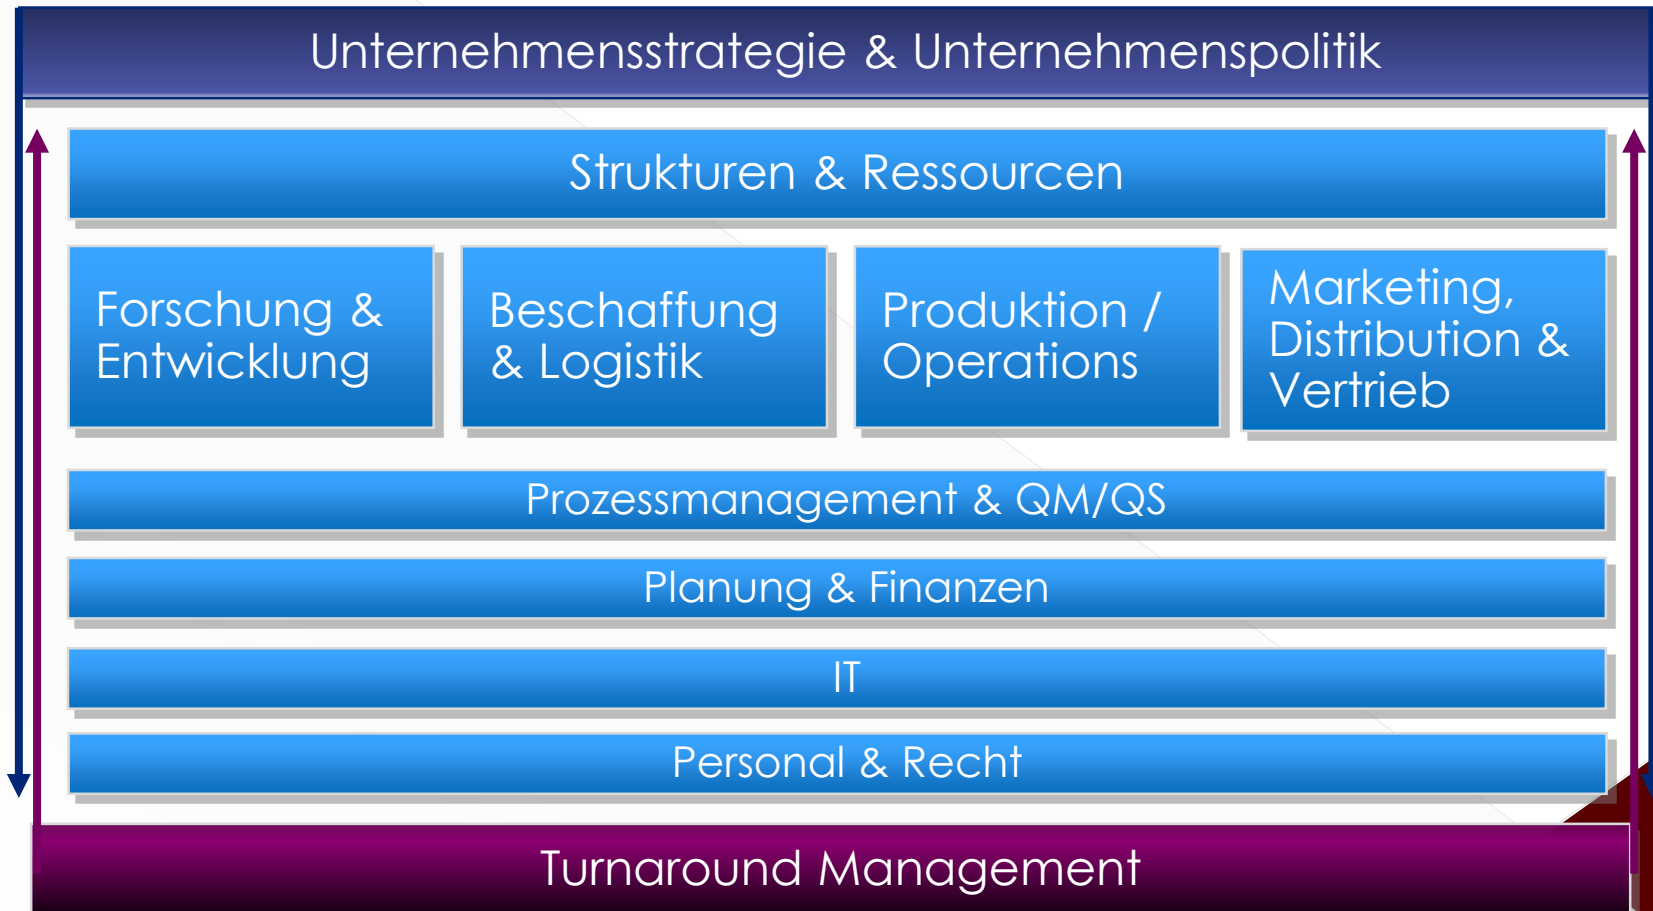 Unternehmensstrategie & Unternehmenspolitik
Strukturen & Ressourcen
Forschung &
Entwicklung
Beschaffung
& Logistik
Produktion /
Operations
Marketing,
Distribution &
Vertrieb
Prozessmanagement & QM/QS
Planung & Finanzen
IT
Personal & Recht
Turnaround Management